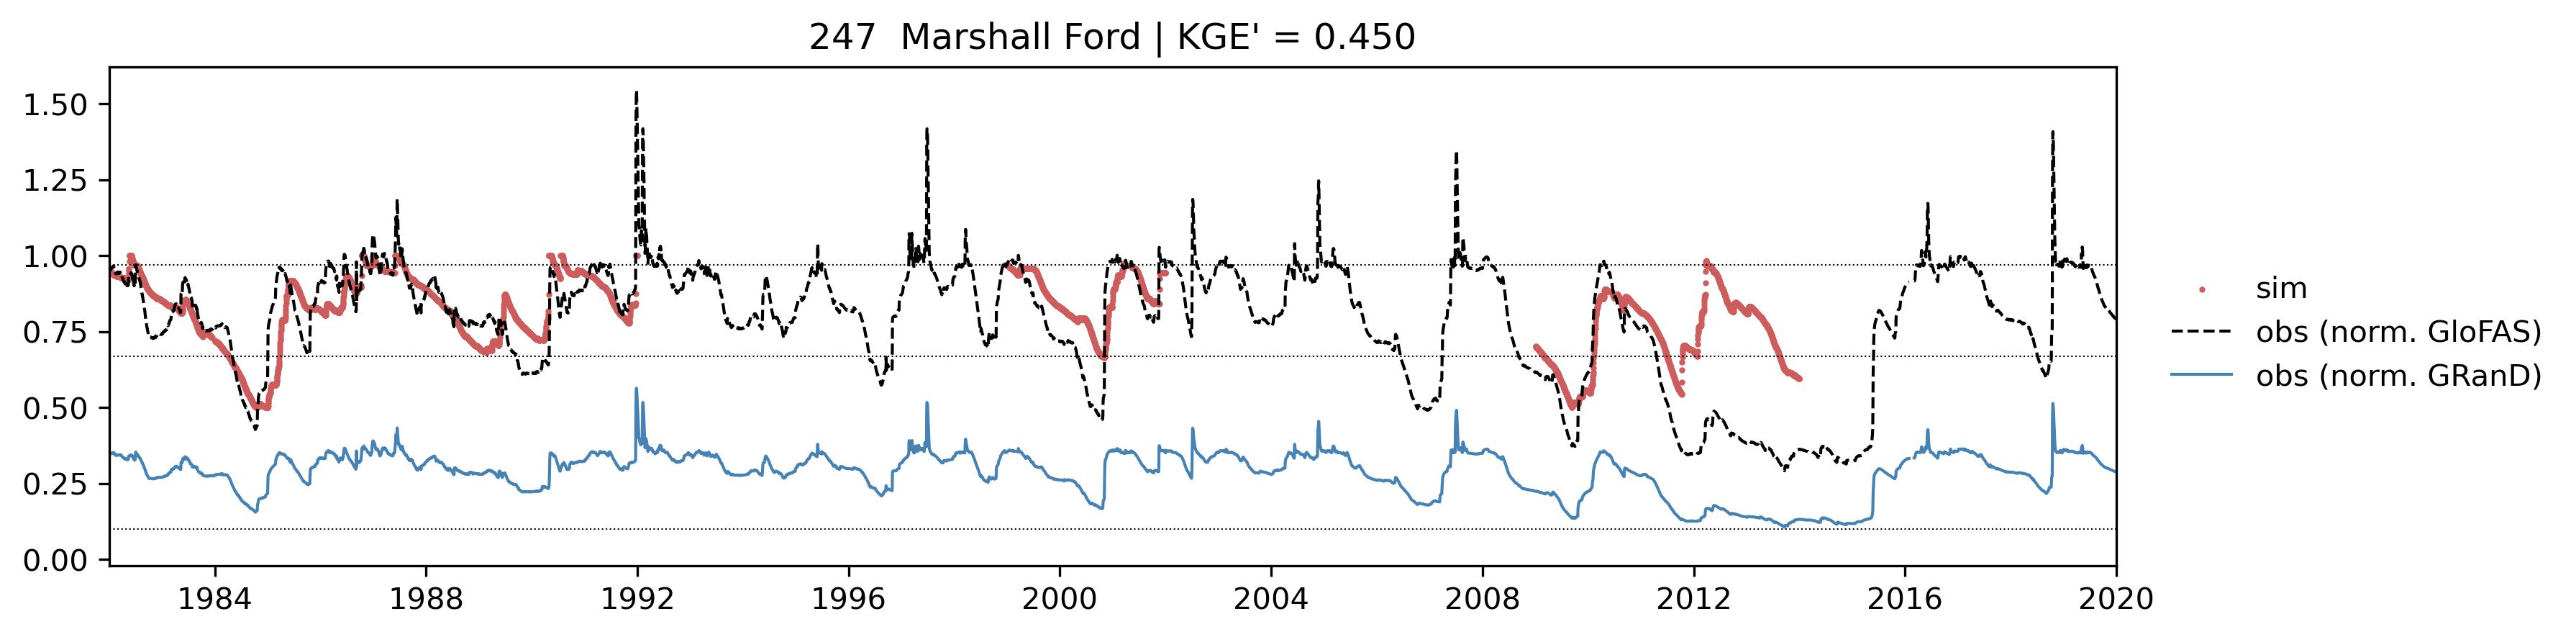 247  Marshall Ford | KGE' = 0.450
1.50
1.25
1.00
0.75
0.50
0.25
0.00
1984 1988 1992 1996 2000 2004 2008 2012 2016 2020
sim
obs (norm. GloFAS)
obs (norm. GRanD)